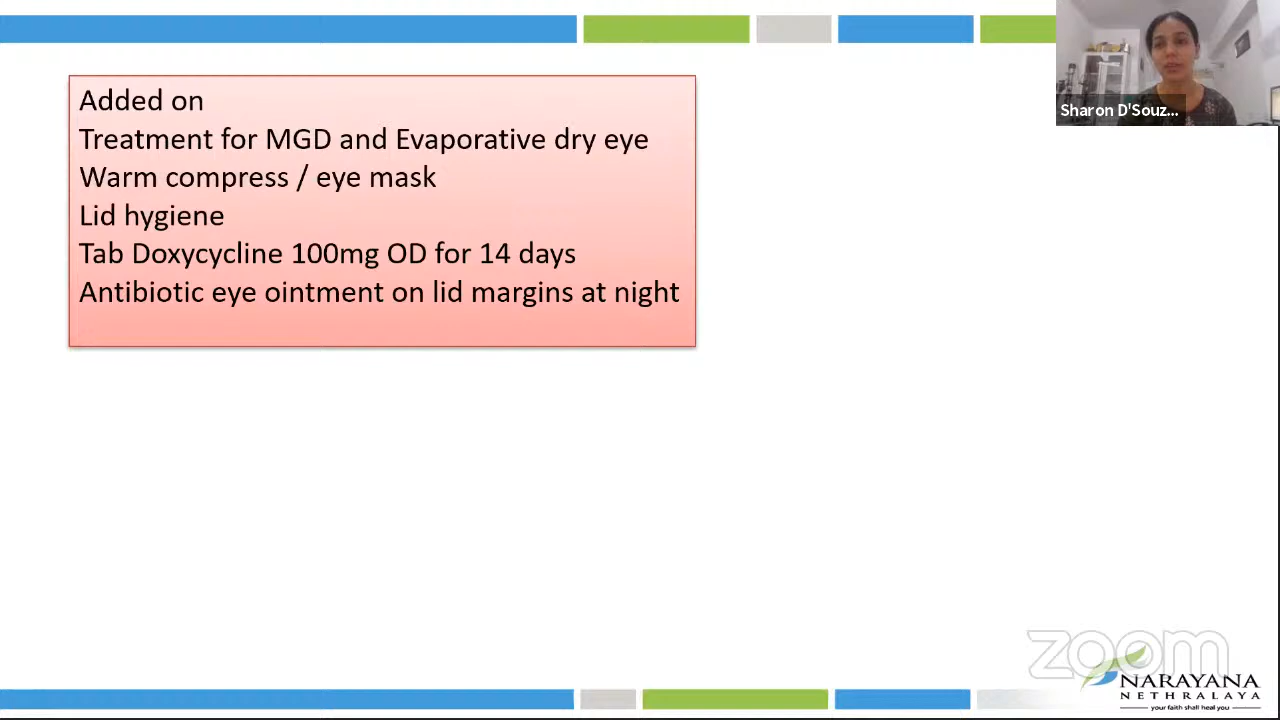 Sharon D'Souz...
Added on
Treatment for MGD and Evaporative dry eye
Warm compress / eye mask
Lid hygiene
Tab Doxycycline 100mg OD for 14 days
Antibiotic eye ointment on lid margins at night
zoom
NARAYANA
NETHRALAYA
your faith shall heal you